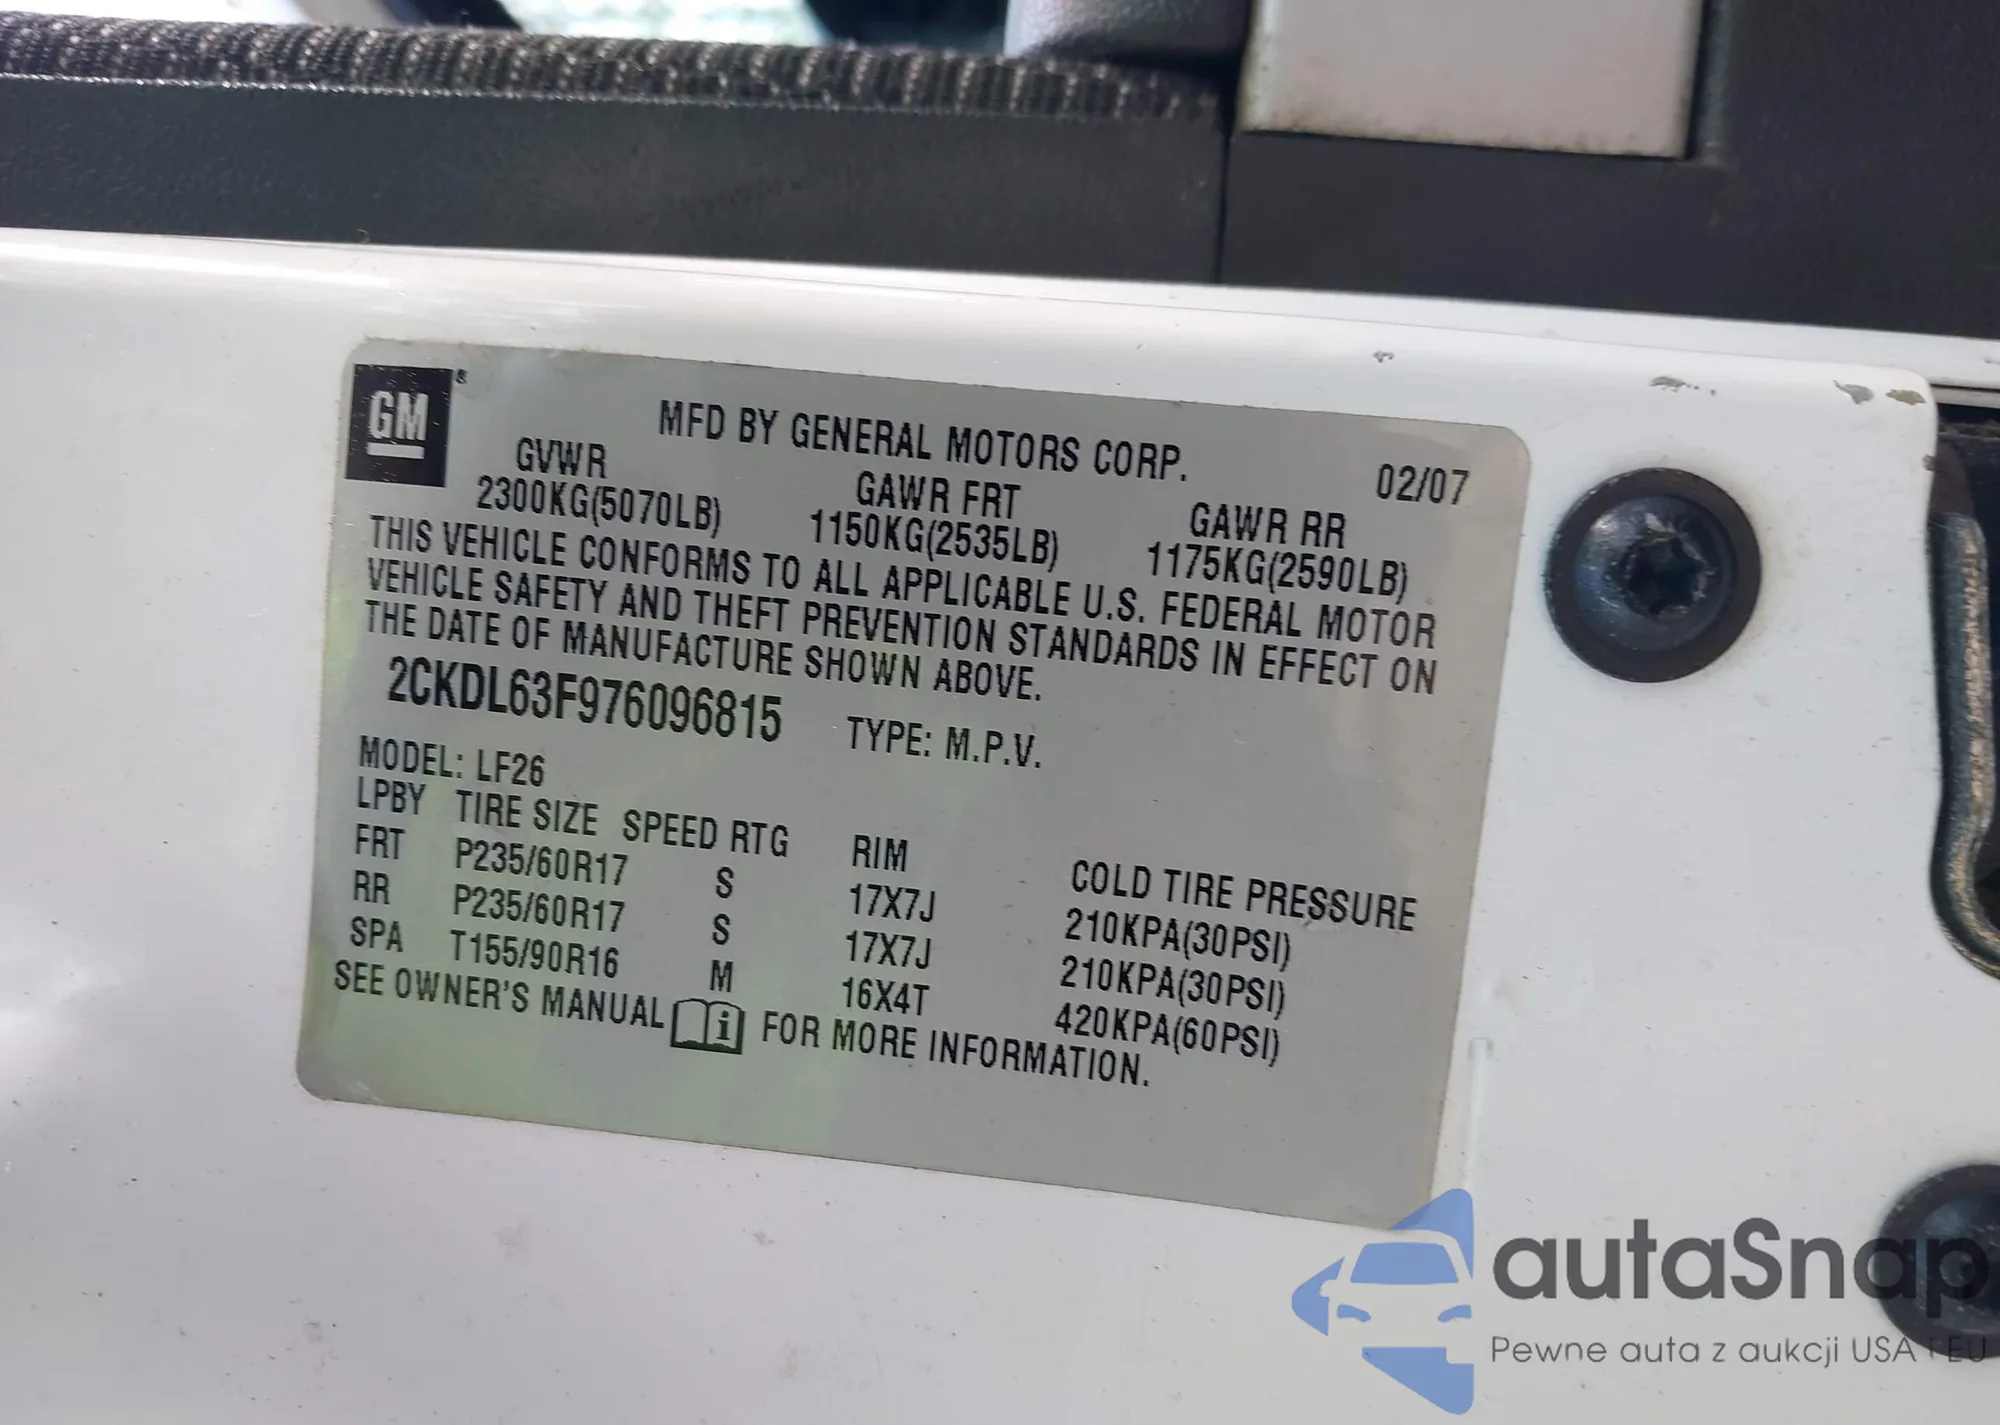 GM
MFD BY GENERAL MOTORS CORP. 02/07
GVWR GAWR FRT GAWR RR
2300KG(5070LB) 1150KG(2535LB) 1175KG(2590LB)
THIS VEHICLE CONFORMS TO ALL APPLICABLE U.S. FEDERAL MOTOR
VEHICLE SAFETY AND THEFT PREVENTION STANDARDS IN EFFECT ON
THE DATE OF MANUFACTURE SHOWN ABOVE.
2CKDL63F976096815 TYPE: M.P.V.
MODEL: LF26
LPBY TIRE SIZE SPEED RTG RIM COLD TIRE PRESSURE
FRT P235/60R17 S 17X7J 210KPA(30PSI)
RR P235/60R17 S 17X7J 210KPA(30PSI)
SPA T155/90R16 M 16X4T 420KPA(60PSI)
SEE OWNER'S MANUAL i FOR MORE INFORMATION.
autaSnap
Pewne auta z aukcji USA i EU